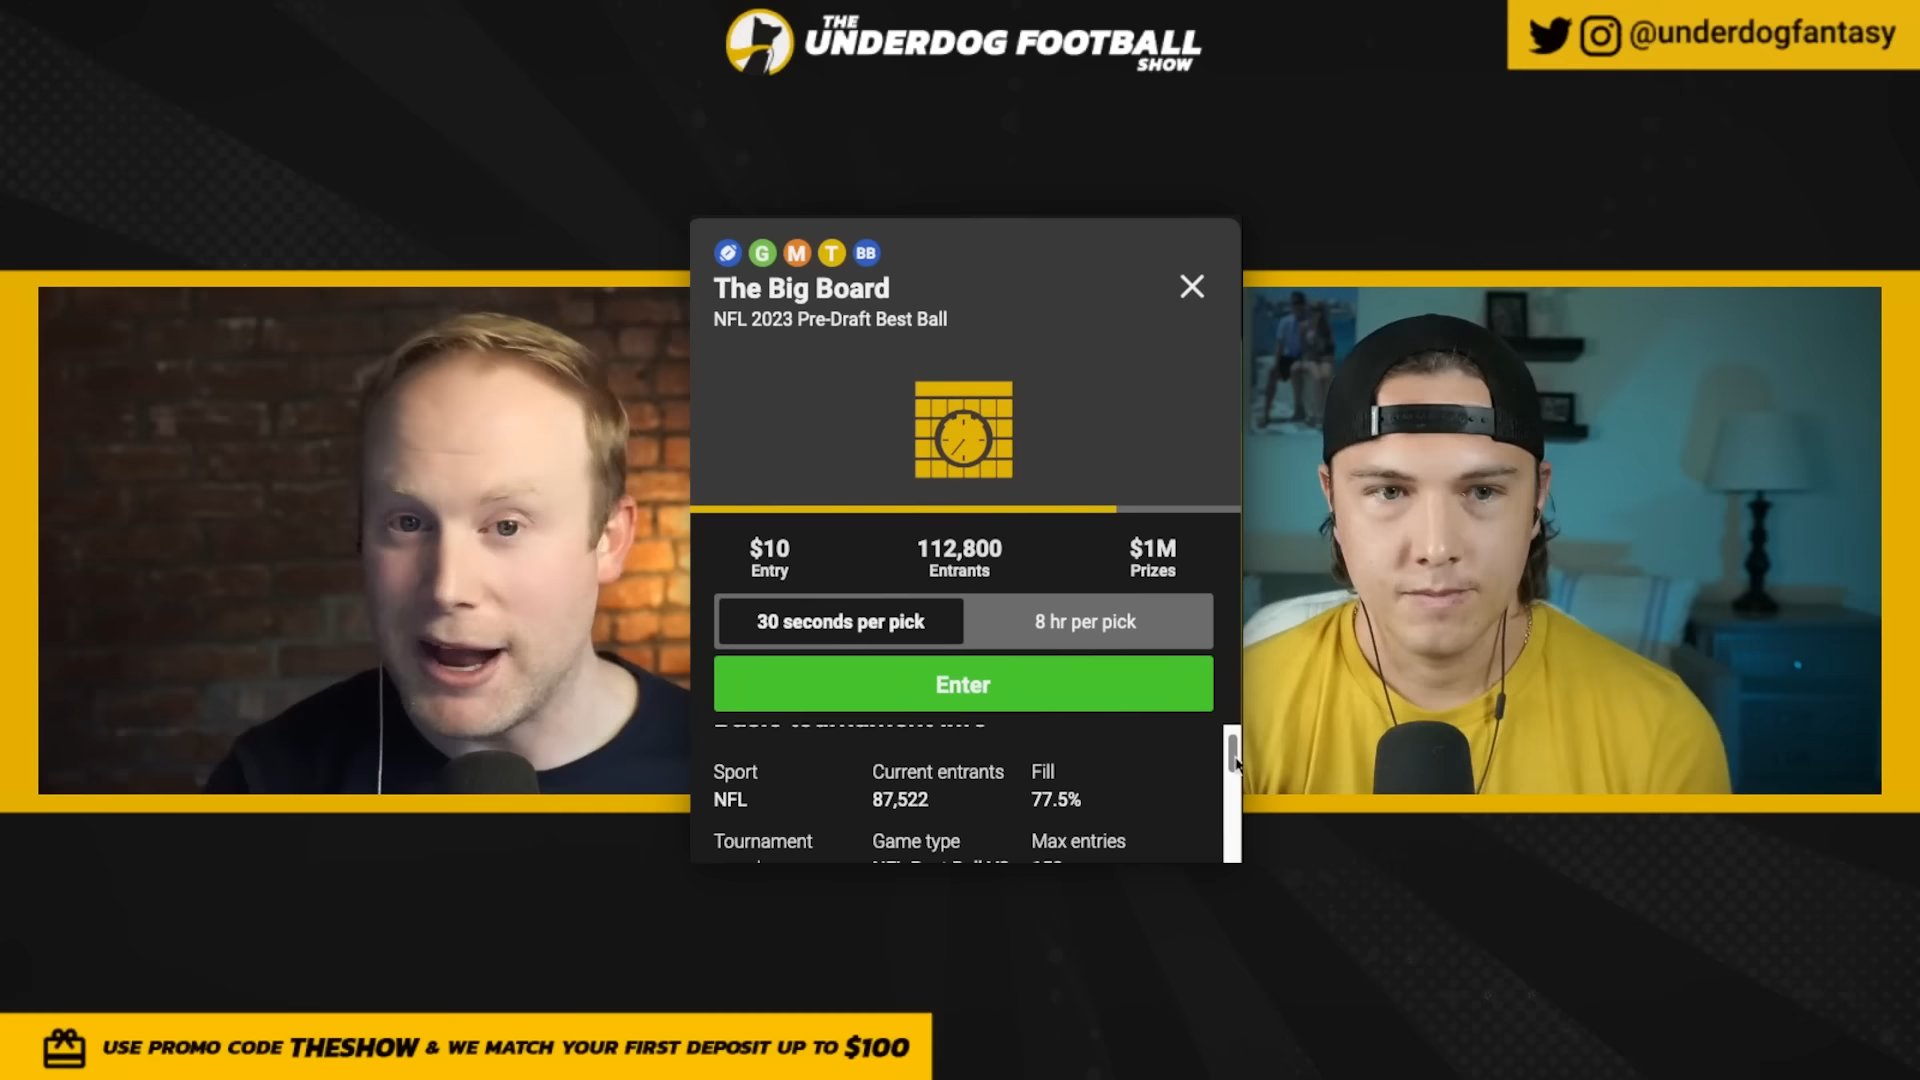 THE
UNDERDOG FOOTBALL
SHOW
@underdogfantasy
G M T BB
The Big Board
NFL 2023 Pre-Draft Best Ball
$10 112,800 $1M
Entry Entrants Prizes
30 seconds per pick 8 hr per pick
Enter
Sport Current entrants Fill
NFL 87,522 77.5%
Tournament Game type Max entries
USE PROMO CODE THESHOW & WE MATCH YOUR FIRST DEPOSIT UP TO $100